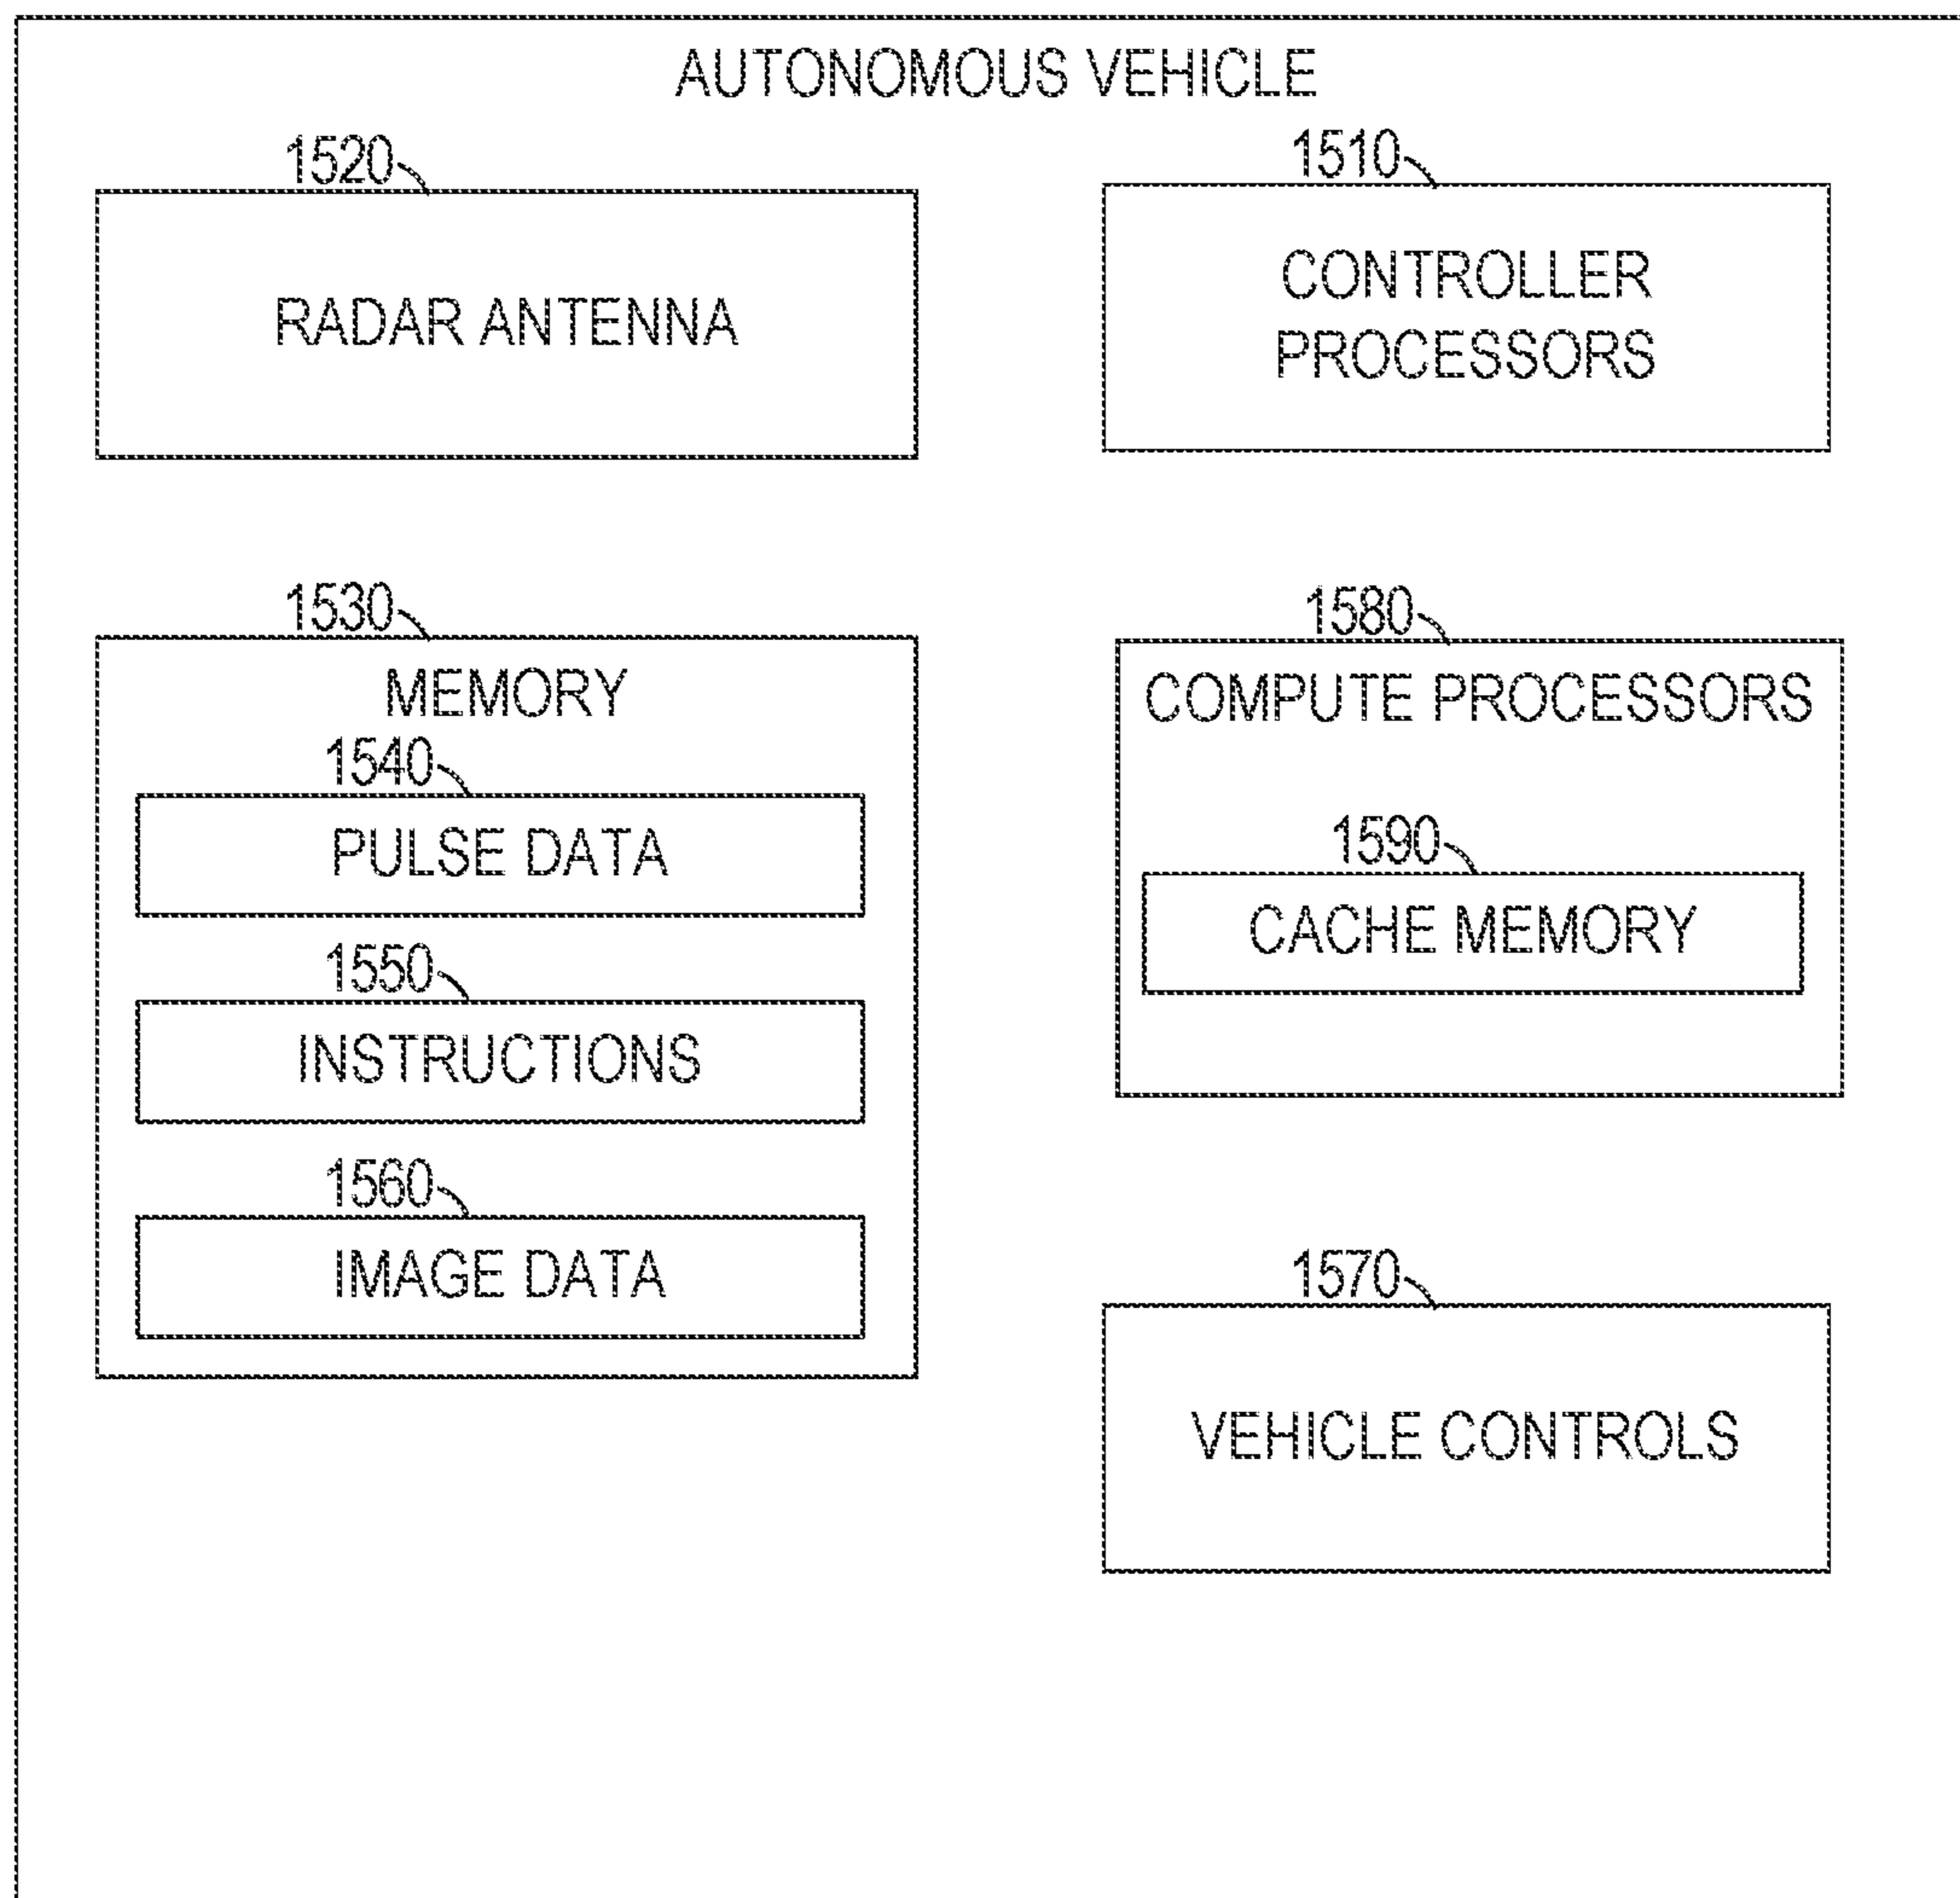 AUTONOMOUS VEHICLE
1520
RADAR ANTENNA
1510
CONTROLLER
PROCESSORS
1530
MEMORY
1540
PULSE DATA
1550
INSTRUCTIONS
1560
IMAGE DATA
1580
COMPUTE PROCESSORS
1590
CACHE MEMORY
1570
VEHICLE CONTROLS